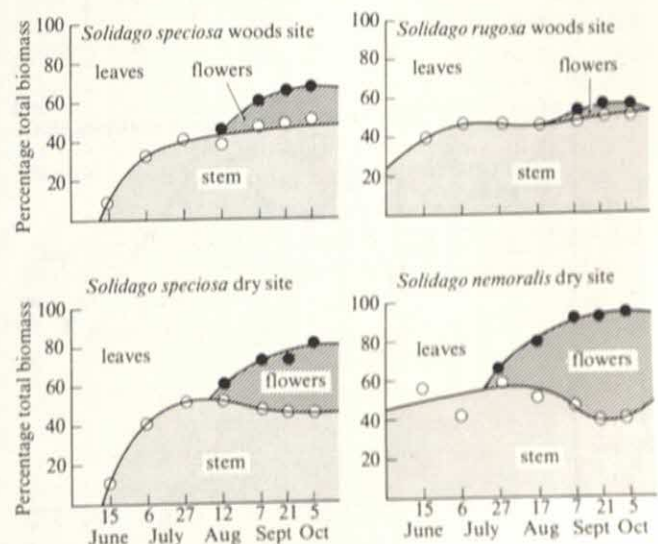 Solidago speciosa woods site
Percentage total biomass
100
80
60
40
20
leaves
flowers
stem
Solidago rugosa woods site
100
80
60
40
20
leaves
flowers
stem
Solidago speciosa dry site
Percentage total biomass
100
80
60
40
20
leaves
flowers
stem
15 6 27 12 7 21 5
June July Aug Sept Oct
Solidago nemoralis dry site
100
80
60
40
20
leaves
flowers
stem
15 6 27 17 7 21 5
June July Aug Sept Oct